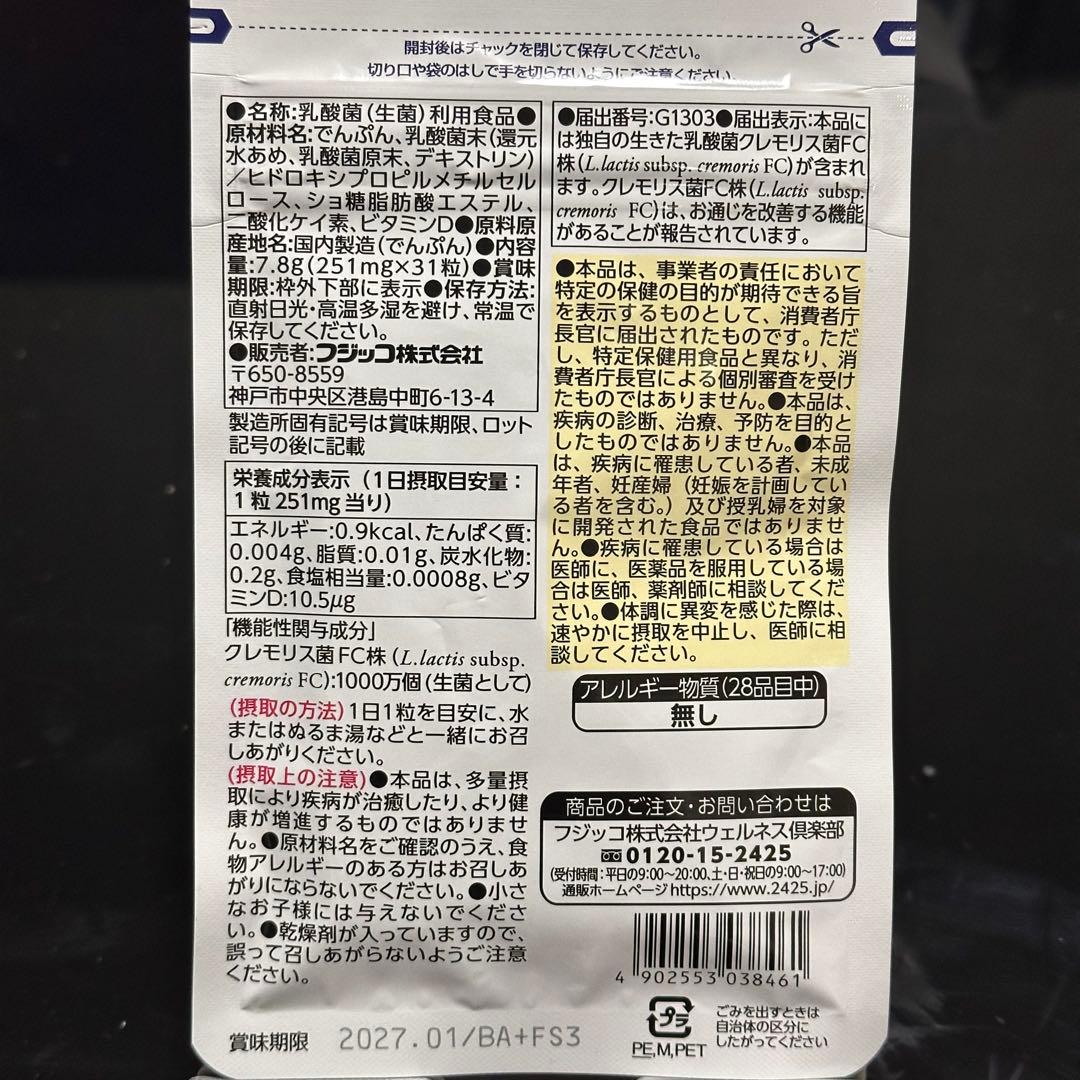 開封後はチャックを閉じて保存してください。
切り口や袋のはしで手を切らないようにご注意ください。
●名称:乳酸菌(生菌)利用食品●
原材料名:でんぷん、乳酸菌末(還元
水あめ、乳酸菌原末、デキストリン)
/ヒドロキシプロピルメチルセル
ロース、ショ糖脂肪酸エステル、
二酸化ケイ素、ビタミンD●原料原
産地名:国内製造(でんぷん)●内容
量:7.8g(251mg×31粒)●賞味
期限:枠外下部に表示●保存方法:
直射日光・高温多湿を避け、常温で
保存してください。
●販売者:フジッコ株式会社
〒650-8559
神戸市中央区港島中町6-13-4
製造所固有記号は賞味期限、ロット
記号の後に記載
栄養成分表示(1日摂取目安量:
1粒251mg当り)
エネルギー:0.9kcal、たんぱく質:
0.004g、脂質:0.01g、炭水化物:
0.2g、食塩相当量:0.0008g、ビタ
ミンD:10.5μg
「機能性関与成分」
クレモリス菌FC株(L.lactis subsp.
cremoris FC):1000万個(生菌として)
(摂取の方法)1日1粒を目安に、水
またはぬるま湯などと一緒にお召
しあがりください。
(摂取上の注意)●本品は、多量摂
取により疾病が治癒したり、より健
康が増進するものではありませ
ん。●原材料名をご確認のうえ、食
物アレルギーのある方はお召しあ
がりにならないでください。●小さ
なお子様には与えないでくださ
い。●乾燥剤が入っていますので、
誤って召しあがらないようご注意
ください。
●届出番号:G1303●届出表示:本品に
は独自の生きた乳酸菌クレモリス菌FC
株(L.lactis subsp. cremoris FC)が含まれ
ます。クレモリス菌FC株(L.lactis subsp.
cremoris FC)は、お通じを改善する機能
があることが報告されています。
●本品は、事業者の責任において
特定の保健の目的が期待できる旨
を表示するものとして、消費者庁
長官に届出されたものです。ただ
し、特定保健用食品と異なり、消
費者庁長官による個別審査を受け
たものではありません。●本品は、
疾病の診断、治療、予防を目的と
したものではありません。●本品
は、疾病に罹患している者、未成
年者、妊産婦(妊娠を計画してい
る者を含む。)及び授乳婦を対象
に開発された食品ではありませ
ん。●疾病に罹患している場合は
医師に、医薬品を服用している場
合は医師、薬剤師に相談してくだ
さい。●体調に異変を感じた際は、
速やかに摂取を中止し、医師に相
談してください。
アレルギー物質(28品目中)
無し
商品のご注文・お問い合わせは
フジッコ株式会社ウェルネス倶楽部
0120-15-2425
(受付時間:平日の9:00~20:00、土・日・祝日の9:00~17:00)
通販ホームページhttps://www.2425.jp/
4 902553 038461
プラ
PE,M,PET
ごみを出すときは
自治体の区分に
したがってください
賞味期限 2027.01/BA+FS3